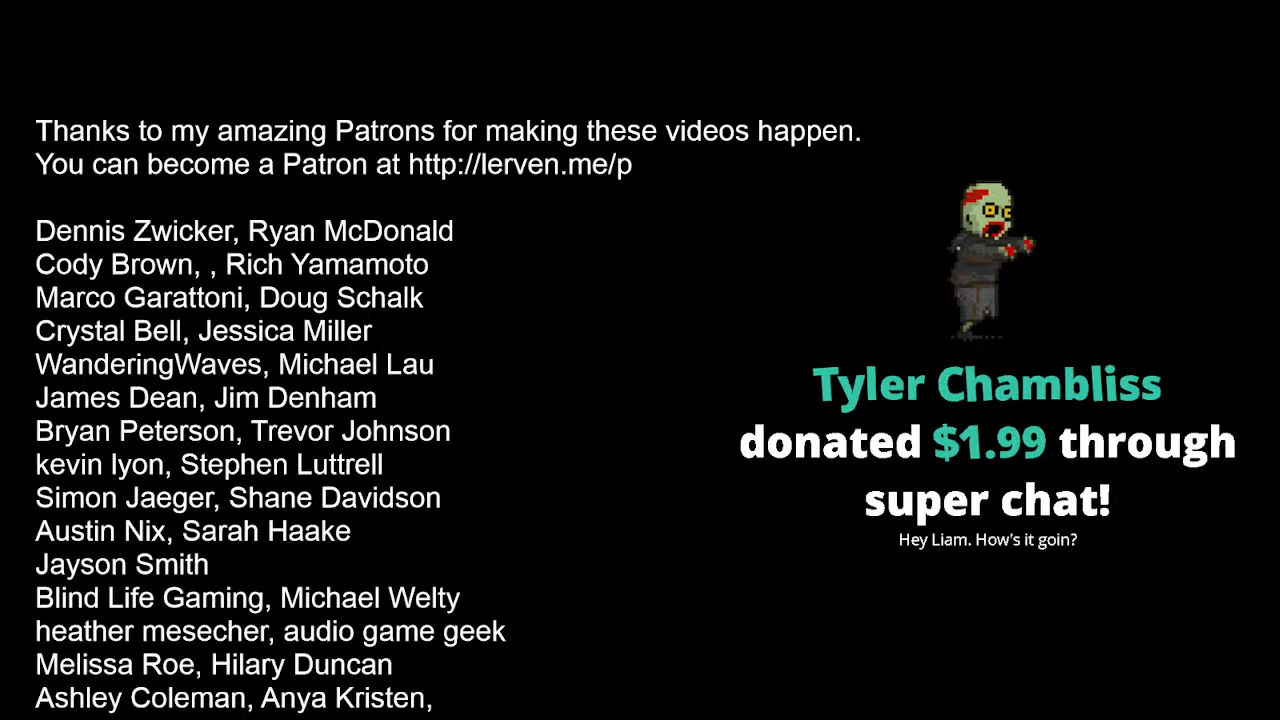 Thanks to my amazing Patrons for making these videos happen.
You can become a Patron at http://lerven.me/p
Dennis Zwicker, Ryan McDonald
Cody Brown, , Rich Yamamoto
Marco Garattoni, Doug Schalk
Crystal Bell, Jessica Miller
WanderingWaves, Michael Lau
James Dean, Jim Denham
Bryan Peterson, Trevor Johnson
kevin lyon, Stephen Luttrell
Simon Jaeger, Shane Davidson
Austin Nix, Sarah Haake
Jayson Smith
Blind Life Gaming, Michael Welty
heather mesecher, audio game geek
Melissa Roe, Hilary Duncan
Ashley Coleman, Anya Kristen,
Tyler Chambliss
donated $1.99 through
super chat!
Hey Liam. How's it goin?